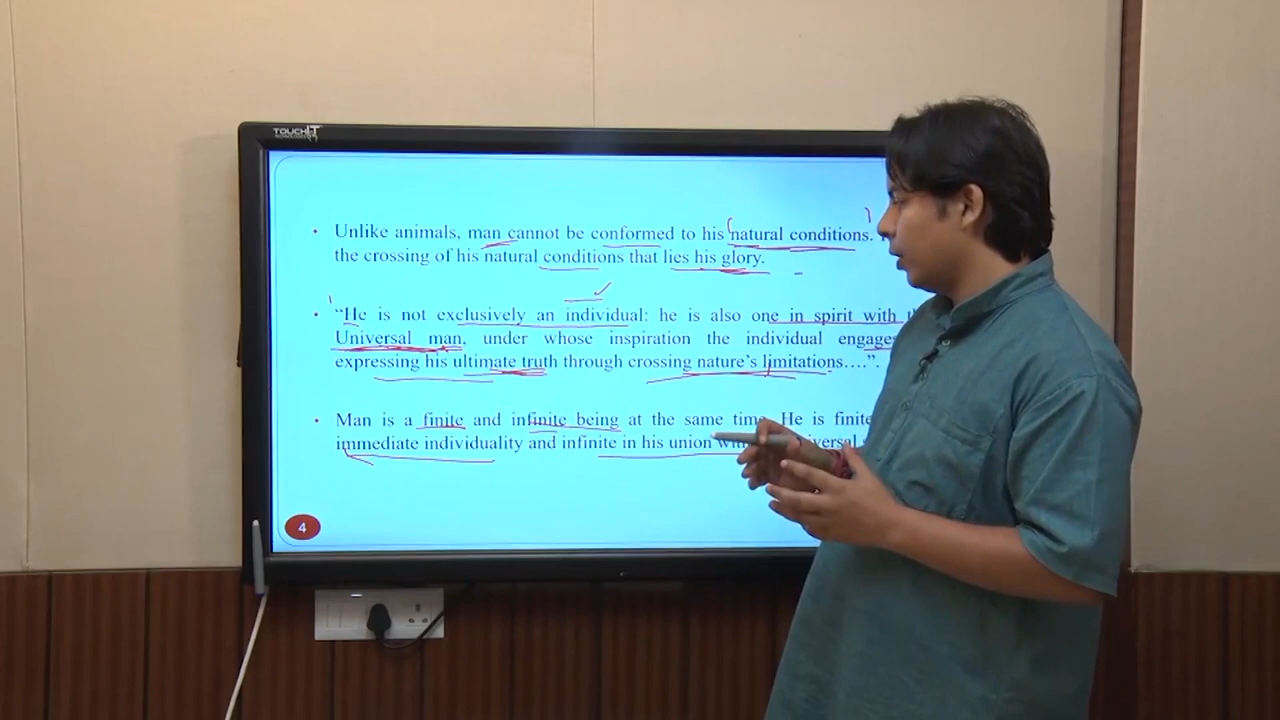 TOUCHIT
Unlike animals, man cannot be conformed to his natural conditions.
the crossing of his natural conditions that lies his glory.
“He is not exclusively an individual: he is also one in spirit with
Universal man, under whose inspiration the individual engages
expressing his ultimate truth through crossing nature's limitations….”.
Man is a finite and infinite being at the same time. He is finite
immediate individuality and infinite in his union
4